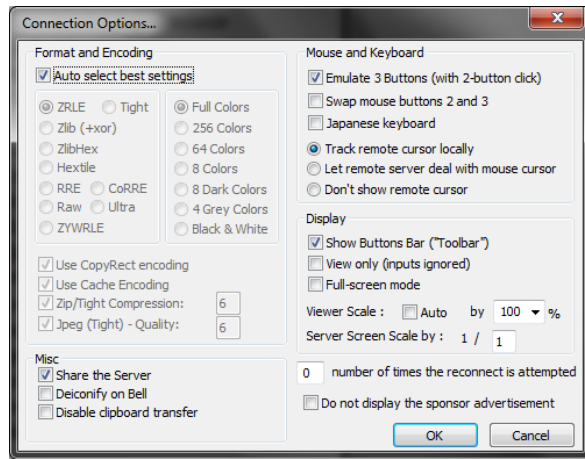 Connection Options...
Format and Encoding
Auto select best settings
ZRLE Tight
Zlib (+xor)
ZlibHex
Hextile
RRE CoRRE
Raw Ultra
ZYWRLE
Full Colors
256 Colors
64 Colors
8 Colors
8 Dark Colors
4 Grey Colors
Black & White
Use CopyRect encoding
Use Cache Encoding
Zip/Tight Compression: 6
Jpeg (Tight) - Quality: 6
Misc
Share the Server
Deiconify on Bell
Disable clipboard transfer
Mouse and Keyboard
Emulate 3 Buttons (with 2-button click)
Swap mouse buttons 2 and 3
Japanese keyboard
Track remote cursor locally
Let remote server deal with mouse cursor
Don't show remote cursor
Display
Show Buttons Bar ("Toolbar")
View only (inputs ignored)
Full-screen mode
Viewer Scale : Auto by 100 %
Server Screen Scale by : 1 / 1
0 number of times the reconnect is attempted
Do not display the sponsor advertisement
OK Cancel